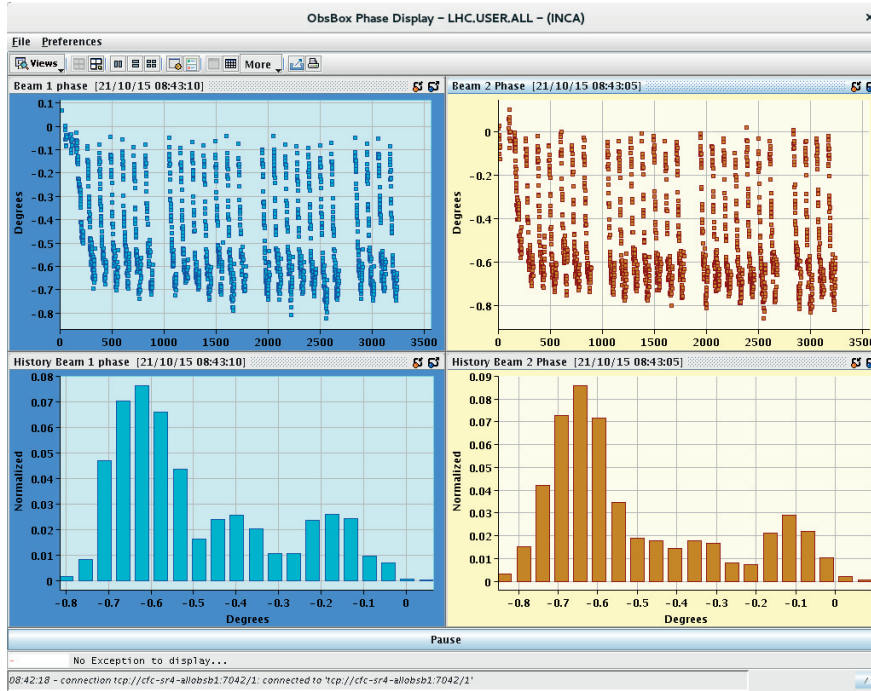 ObsBox Phase Display – LHC.USER.ALL – (INCA)
File Preferences
Views More
Beam 1 phase [21/10/15 08:43:10]
0.1
0
-0.1
-0.2
-0.3
-0.4
-0.5
-0.6
-0.7
-0.8
Degrees
0 500 1000 1500 2000 2500 3000 3500
Beam 2 Phase [21/10/15 08:43:05]
0
-0.2
-0.4
-0.6
-0.8
Degrees
0 500 1000 1500 2000 2500 3000 3500
History Beam 1 phase [21/10/15 08:43:10]
0.08
0.07
0.06
0.05
0.04
0.03
0.02
0.01
0
Normalized
-0.8 -0.7 -0.6 -0.5 -0.4 -0.3 -0.2 -0.1 0
Degrees
History Beam 2 Phase [21/10/15 08:43:05]
0.09
0.08
0.07
0.06
0.05
0.04
0.03
0.02
0.01
0
Normalized
-0.8 -0.7 -0.6 -0.5 -0.4 -0.3 -0.2 -0.1 0
Degrees
Pause
No Exception to display...
08:42:18 – connection tcp://cfc-sr4-allobsb1:7042/1: connected to 'tcp://cfc-sr4-allobsb1:7042/1'